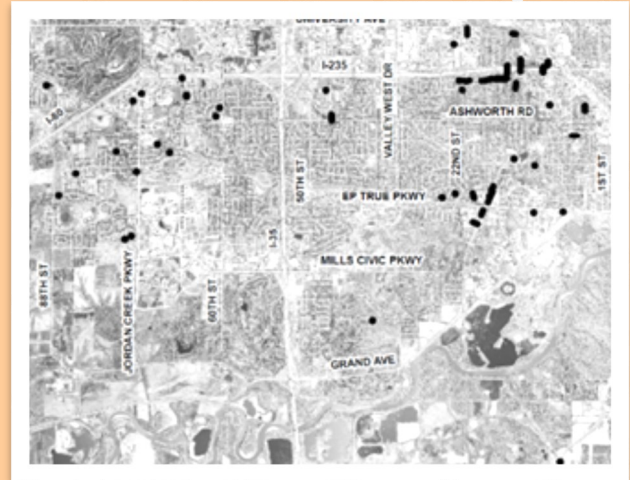 UNIVERSITY AVE
I-235
I-80
VALLEY WEST DR
ASHWORTH RD
22ND ST
50TH ST
1ST ST
EP TRUE PKWY
I-35
MILLS CIVIC PKWY
88TH ST
JORDAN CREEK PKWY
60TH ST
GRAND AVE